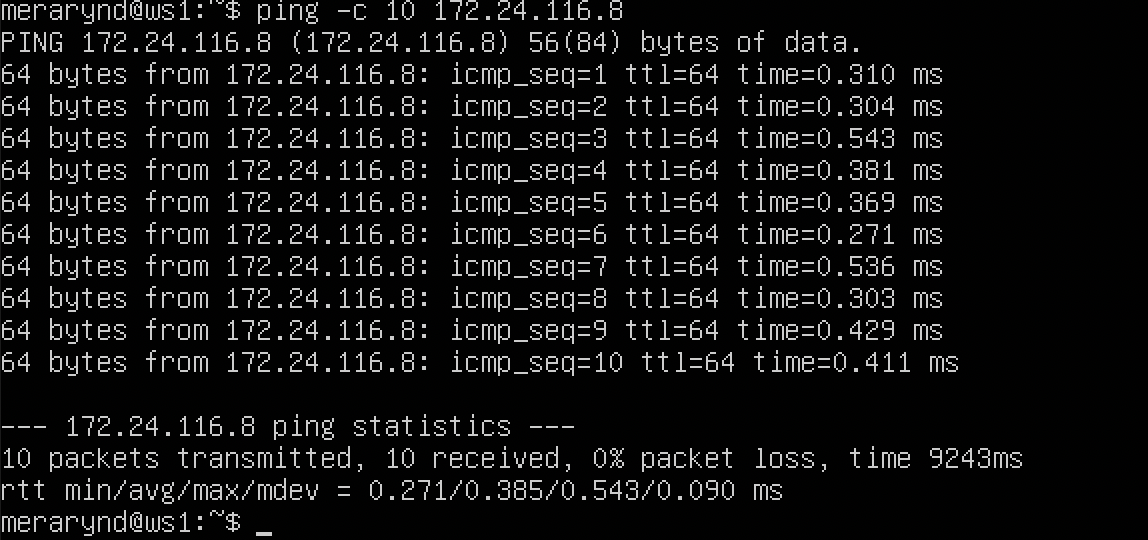 merarynd@ws1:~$ ping -c 10 172.24.116.8
PING 172.24.116.8 (172.24.116.8) 56(84) bytes of data.
64 bytes from 172.24.116.8: icmp_seq=1 ttl=64 time=0.310 ms
64 bytes from 172.24.116.8: icmp_seq=2 ttl=64 time=0.304 ms
64 bytes from 172.24.116.8: icmp_seq=3 ttl=64 time=0.543 ms
64 bytes from 172.24.116.8: icmp_seq=4 ttl=64 time=0.381 ms
64 bytes from 172.24.116.8: icmp_seq=5 ttl=64 time=0.369 ms
64 bytes from 172.24.116.8: icmp_seq=6 ttl=64 time=0.271 ms
64 bytes from 172.24.116.8: icmp_seq=7 ttl=64 time=0.536 ms
64 bytes from 172.24.116.8: icmp_seq=8 ttl=64 time=0.303 ms
64 bytes from 172.24.116.8: icmp_seq=9 ttl=64 time=0.429 ms
64 bytes from 172.24.116.8: icmp_seq=10 ttl=64 time=0.411 ms
--- 172.24.116.8 ping statistics ---
10 packets transmitted, 10 received, 0% packet loss, time 9243ms
rtt min/avg/max/mdev = 0.271/0.385/0.543/0.090 ms
merarynd@ws1:~$ _